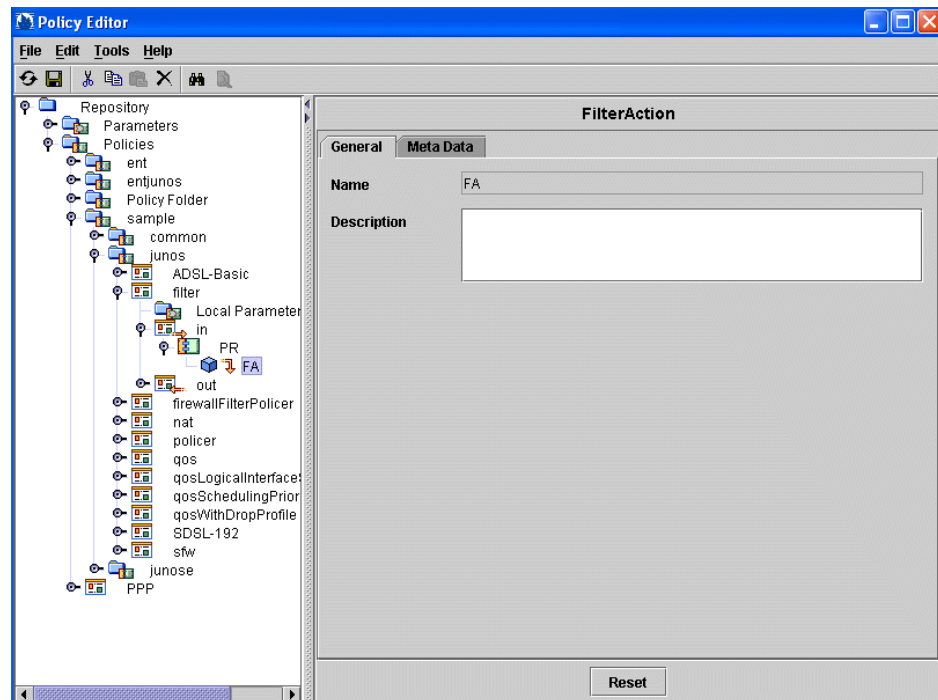 Policy Editor
File Edit Tools Help
Repository
Parameters
Policies
ent
entjunos
Policy Folder
sample
common
junos
ADSL-Basic
filter
Local Parameter
in
PR
FA
out
firewallFilterPolicer
nat
policer
qos
qosLogicalInterface
qosSchedulingPrior
qosWithDropProfile
SDSL-192
sfw
junose
PPP
FilterAction
General Meta Data
Name FA
Description
Reset